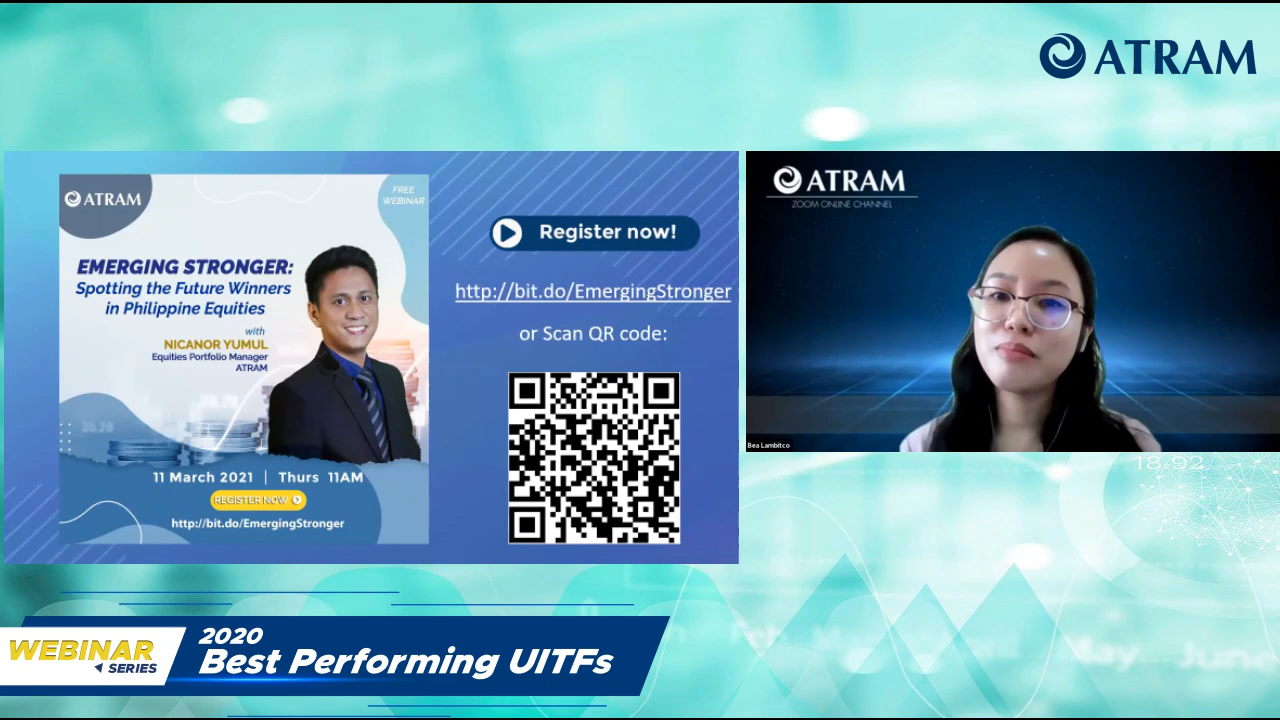 ATRAM
ATRAM
FREE
WEBINAR
EMERGING STRONGER:
Spotting the Future Winners
in Philippine Equities
with
NICANOR YUMUL
Equities Portfolio Manager
ATRAM
11 March 2021 | Thurs 11AM
REGISTER NOW
http://bit.do/EmergingStronger
Register now!
http://bit.do/EmergingStronger
or Scan QR code:
ATRAM
ZOOM ONLINE CHANNEL
Bea Lambitco
18:92
WEBINAR
SERIES
2020
Best Performing UITFs